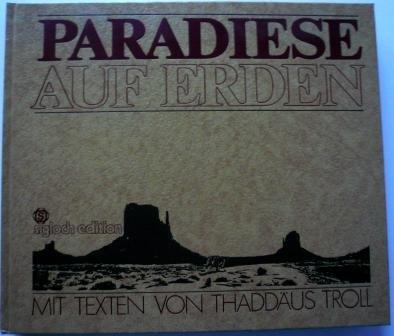 PARADIESE
AUF ERDEN
S
sigloch edition
MIT TEXTEN VON THADDÄUS TROLL